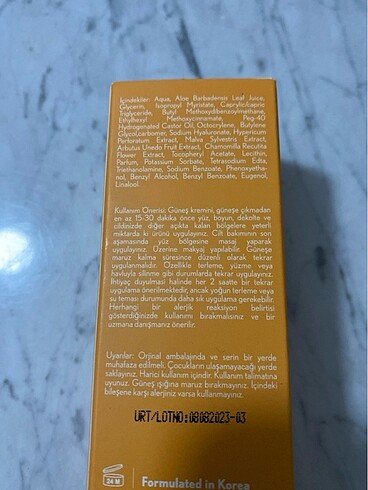 İçindekiler: Aqua, Aloe Barbadensis Leaf Juice,
Glycerin, Isopropyl Myristate, Caprylic/capric
Triglyceride, Butyl Methoxydibenzoylmethane,
Ethylhexyl Methoxycinnamate, Peg-40
Hydrogenated Castor Oil, Octocrylene, Butylene
Glycol,carbomer, Sodium Hyaluronate, Hypericum
Perforatum Extract, Malva Sylvestris Extract,
Arbutus Unedo Fruit Extract, Chamomilla Recutita
Flower Extract, Tocopheryl Acetate, Lecithin,
Parfum, Potassium Sorbate, Tetrasodium Edta,
Triethanolamine, Sodium Benzoate, Phenoxyetha-
nol, Benzyl Alcohol, Benzyl Benzoate, Eugenol,
Linalool.
Kullanım Önerisi: Güneş kremini, güneşe çıkmadan
en az 15-30 dakika önce yüz, boyun, dekolte ve
cildinizde diğer açıkta kalan bölgelere yeterli
miktarda ki ürünü uygulayınız. Cilt bakımının son
aşamasında yüz bölgesine masaj yaparak
uygulayınız. Üzerine makyaj yapılabilir. Güneşe
maruz kalma süresince düzenli olarak tekrar
uygulanmalıdır. Özellikle terleme, yüzme veya
havluyla silinme gibi durumlarda tekrar uygulayınız.
İhtiyaç duyulması halinde her 2 saatte bir tekrar
uygulama önerilmektedir, ancak yoğun terleme veya
su teması durumunda daha sık uygulama gerekebilir.
Herhangi bir alerjik reaksiyon belirtisi
gösterdiğinizde kullanımı bırakmalısınız ve bir
uzmana danışmanız önerilir.
Uyarılar: Orjinal ambalajında ve serin bir yerde
muhafaza edilmeli. Çocukların ulaşamayacağı yerde
saklayınız. Harici kullanım içindir. Kullanım talimatına
uyunuz. Güneş ışığına maruz bırakmayınız. İçindeki
bileşene karşı alerjiniz varsa kullanmayınız.
URT/LOTNO:08082023-03
24 M
Formulated in Korea